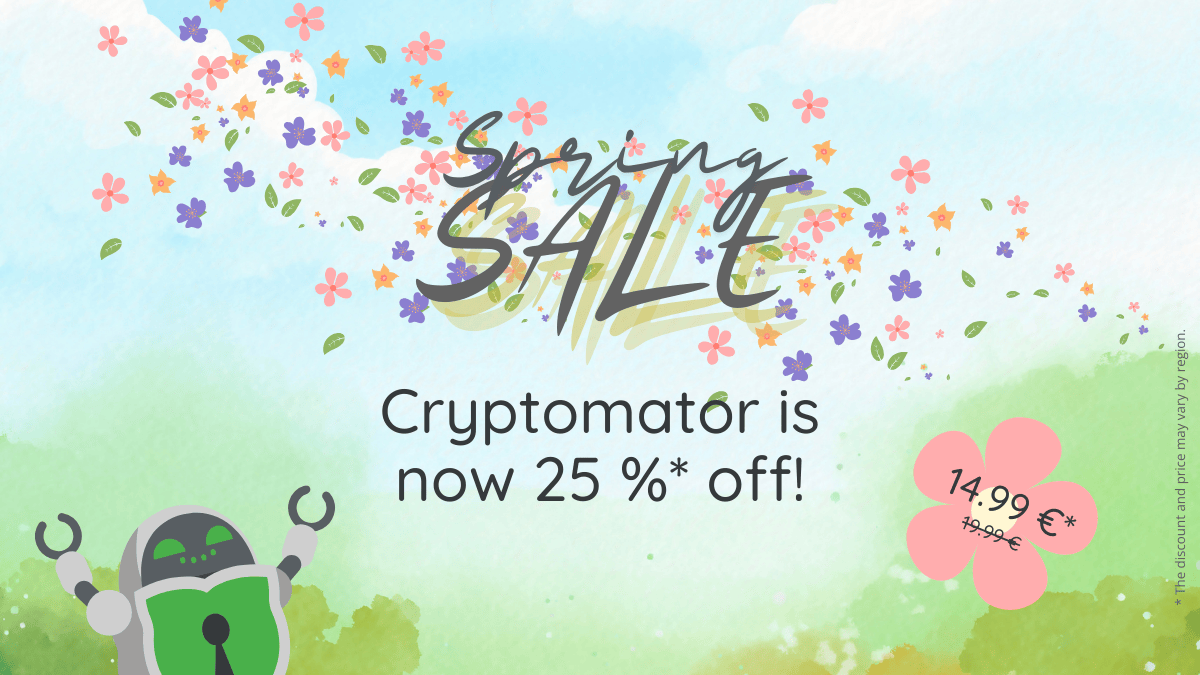 Spring
SALE
Cryptomator is
now 25 %* off!
14.99 €*
19.99 €
* The discount and price may vary by region.